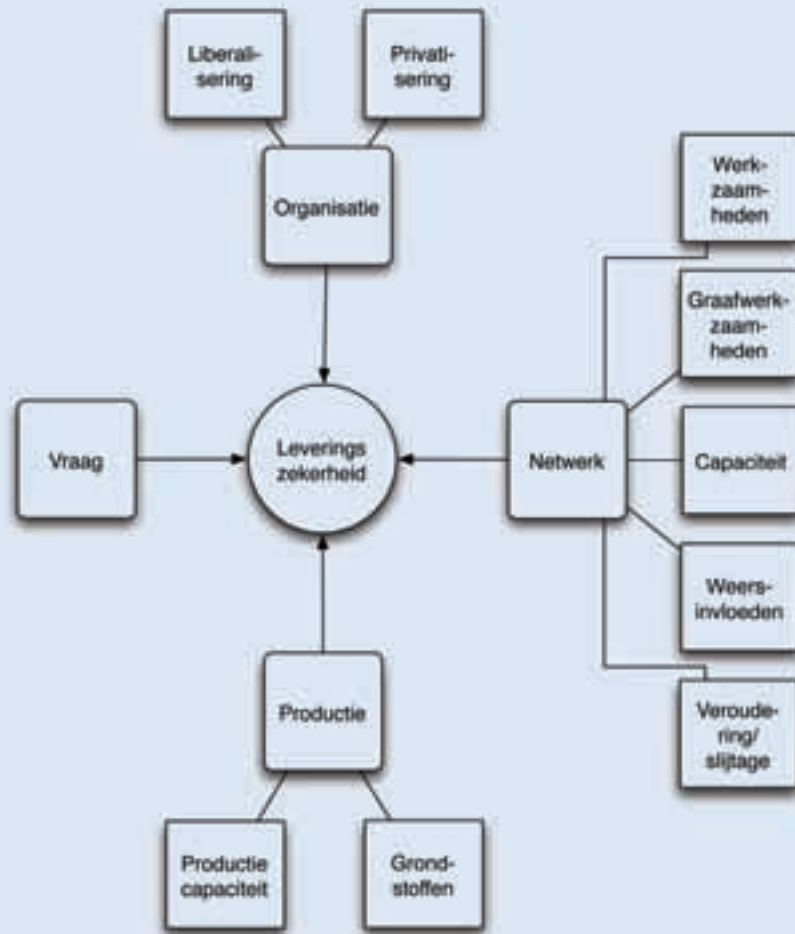 Liberali-
sering
Privati-
sering
Organisatie
Werk-
zaam-
heden
Graafwerk-
zaam-
heden
Vraag
Leverings
zekerheid
Netwerk
Capaciteit
Weers-
invloeden
Productie
Veroude-
ring/
slijtage
Productie
capaciteit
Grond-
stoffen